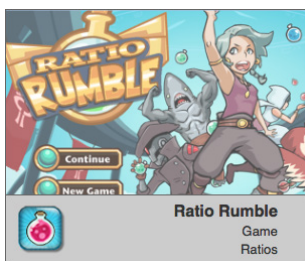 RATIO
RUMBLE
Continue
New Game
Ratio Rumble
Game
Ratios